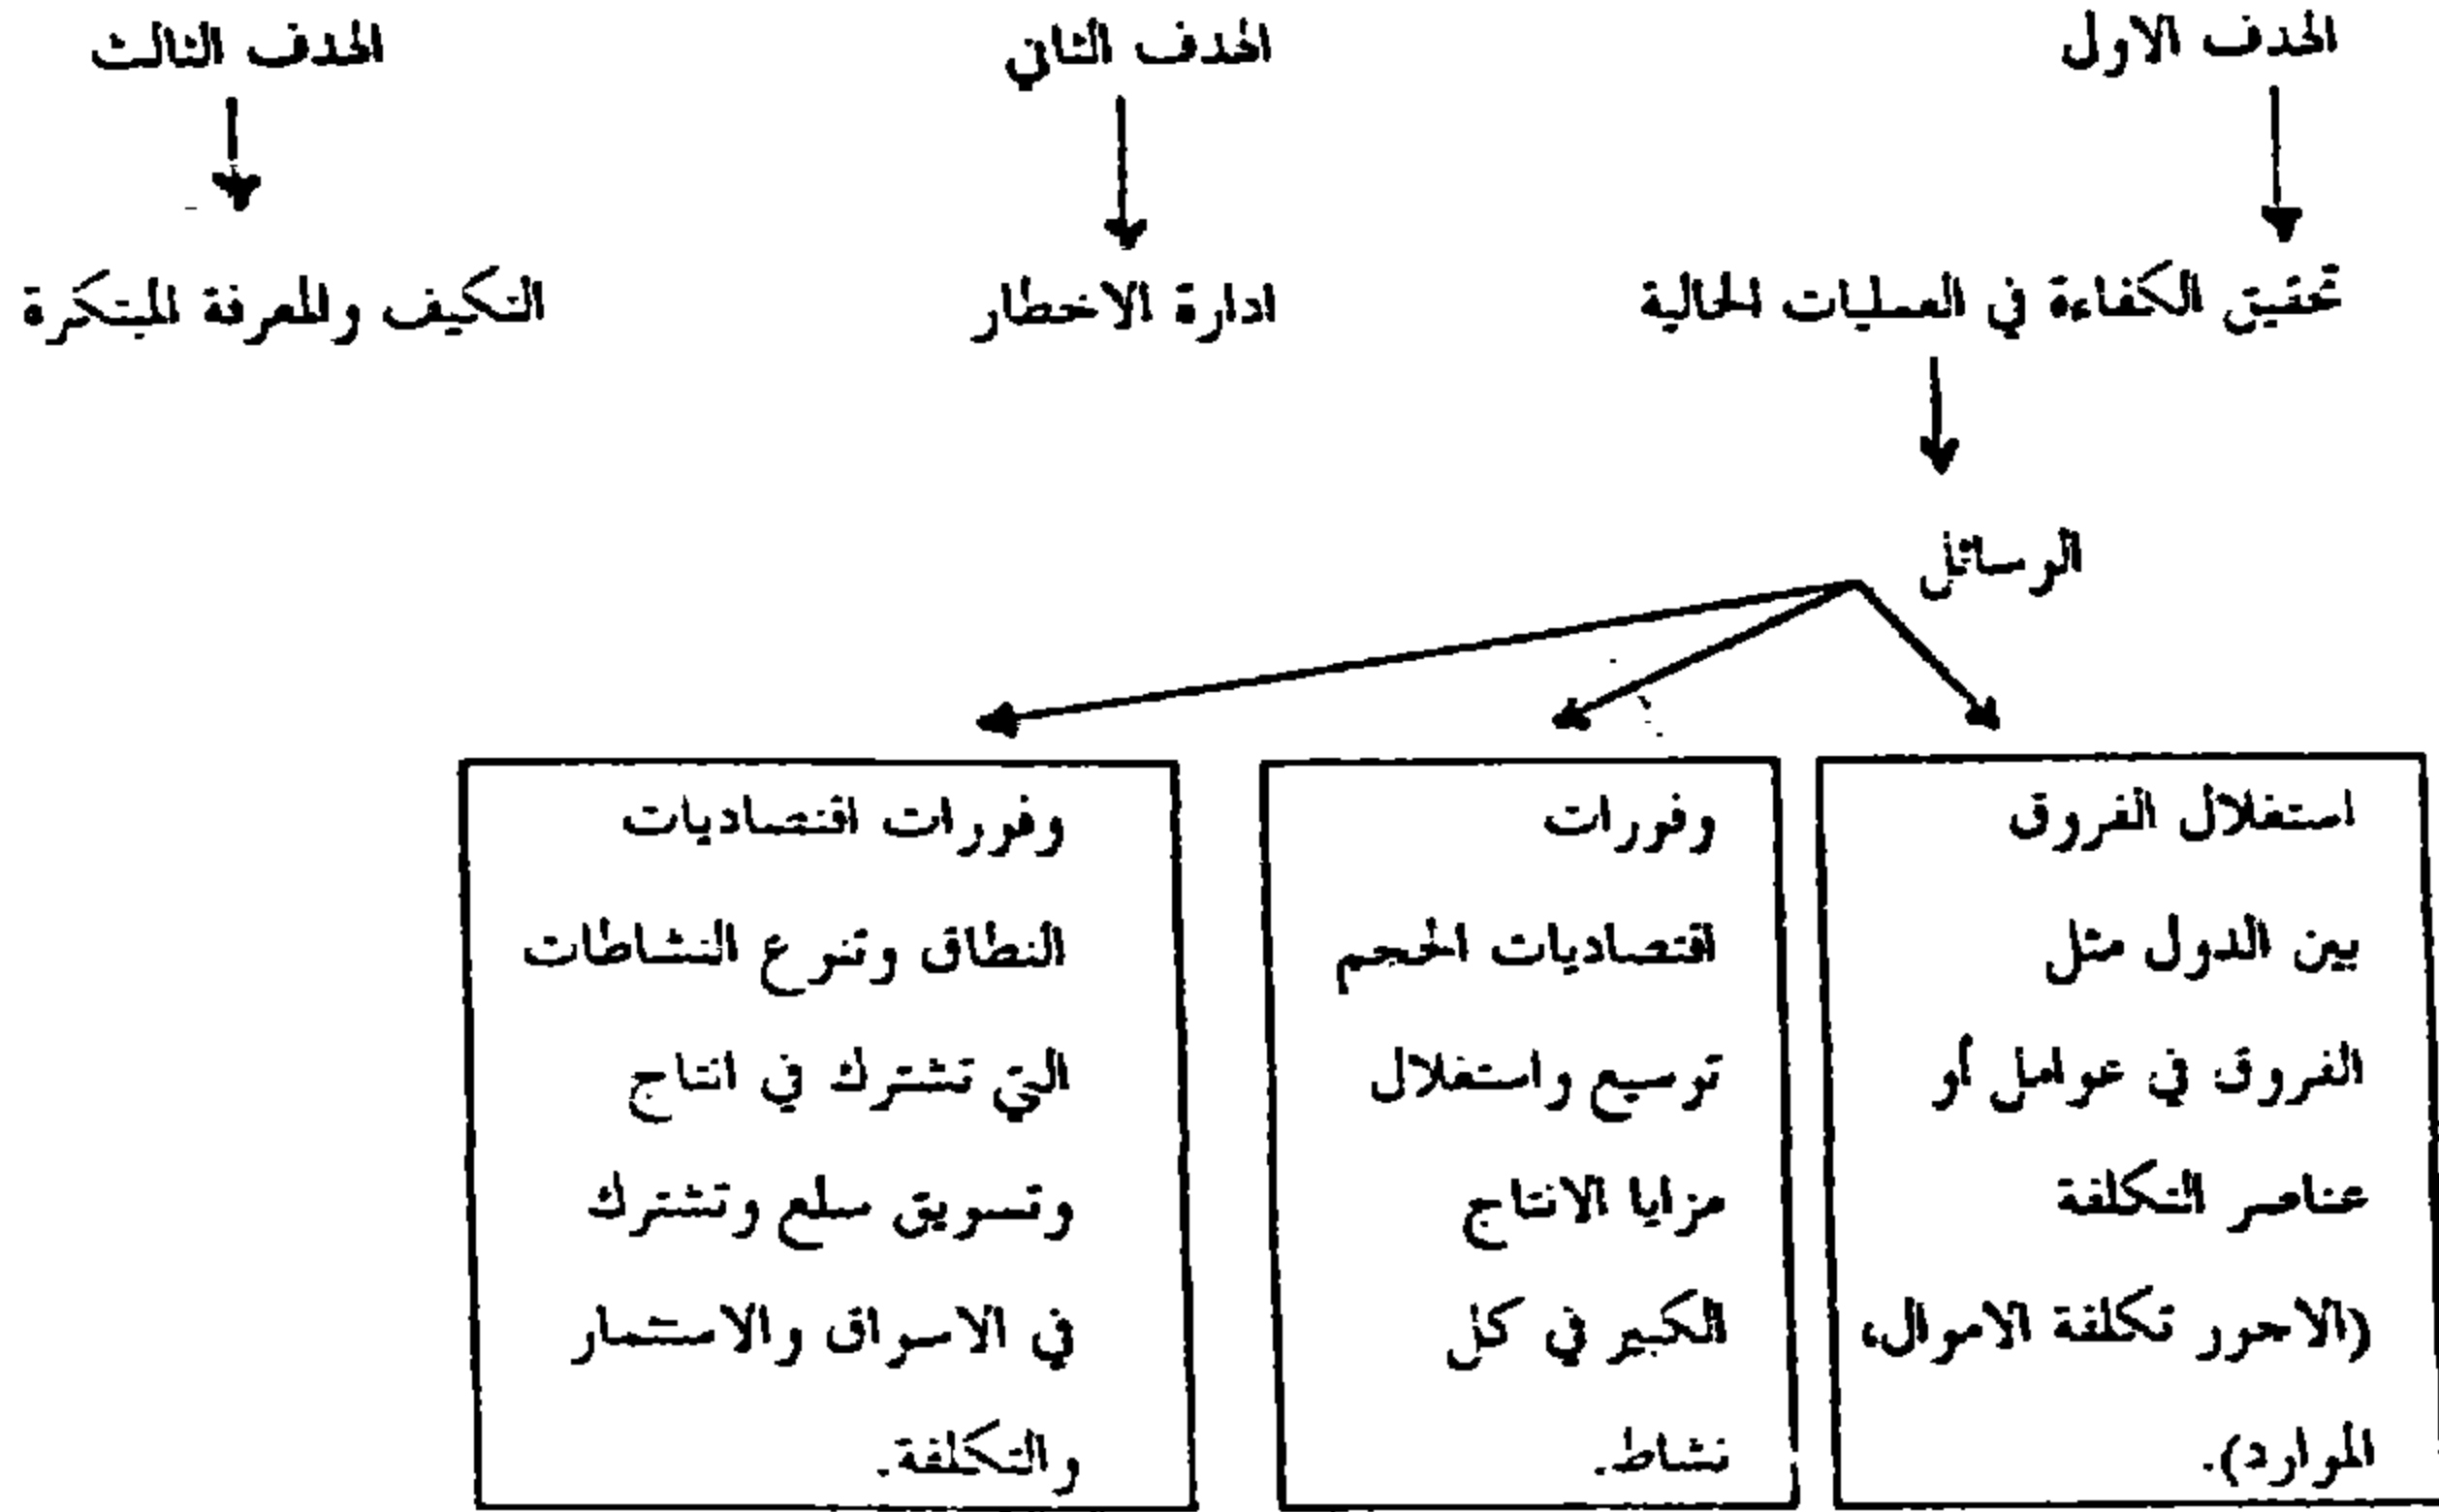 الهدف الاول
الهدف الثاني
الهدف الثالث
تحقيق الكفاءة في العمليات الحالية
ادارة الاخطار
التكيف والمعرفة المبتكرة
الوسائل
استغلال الفروق
بين الدول مثل
الفروق في عوامل أو
عناصر التكلفة
(الاجور تكلفة الاموال،
الموارد).
وفورات
اقتصاديات الحجم
توسيع واستغلال
مزايا الانتاج
الكبير في كل
نشاط.
وفورات اقتصاديات
النطاق وتنوع النشاطات
التي تشترك في انتاج
وتسويق سلع وتشترك
في الاسواق والاستثمار
والتكلفة.